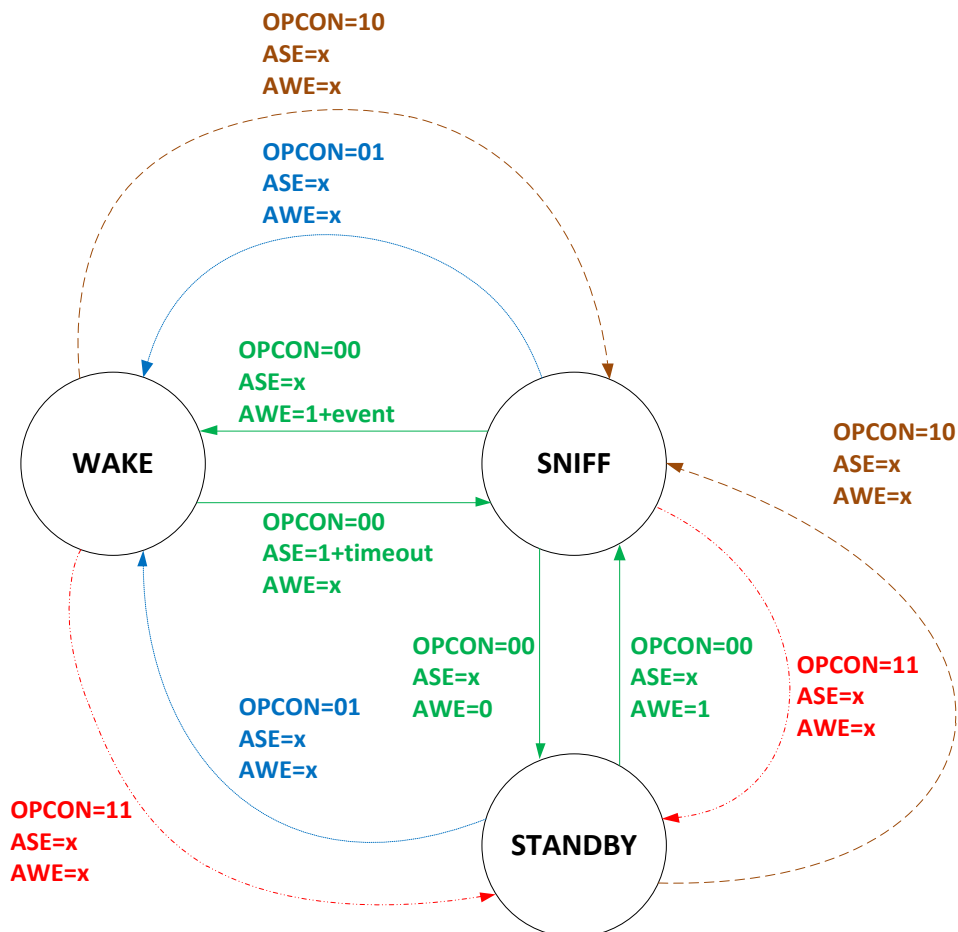 OPCON=10
ASE=x
AWE=x
OPCON=01
ASE=x
AWE=x
OPCON=00
ASE=x
AWE=1+event
WAKE
SNIFF
OPCON=10
ASE=x
AWE=x
OPCON=00
ASE=1+timeout
AWE=x
OPCON=00
ASE=x
AWE=0
OPCON=00
ASE=x
AWE=1
OPCON=11
ASE=x
AWE=x
OPCON=01
ASE=x
AWE=x
OPCON=11
ASE=x
AWE=x
STANDBY